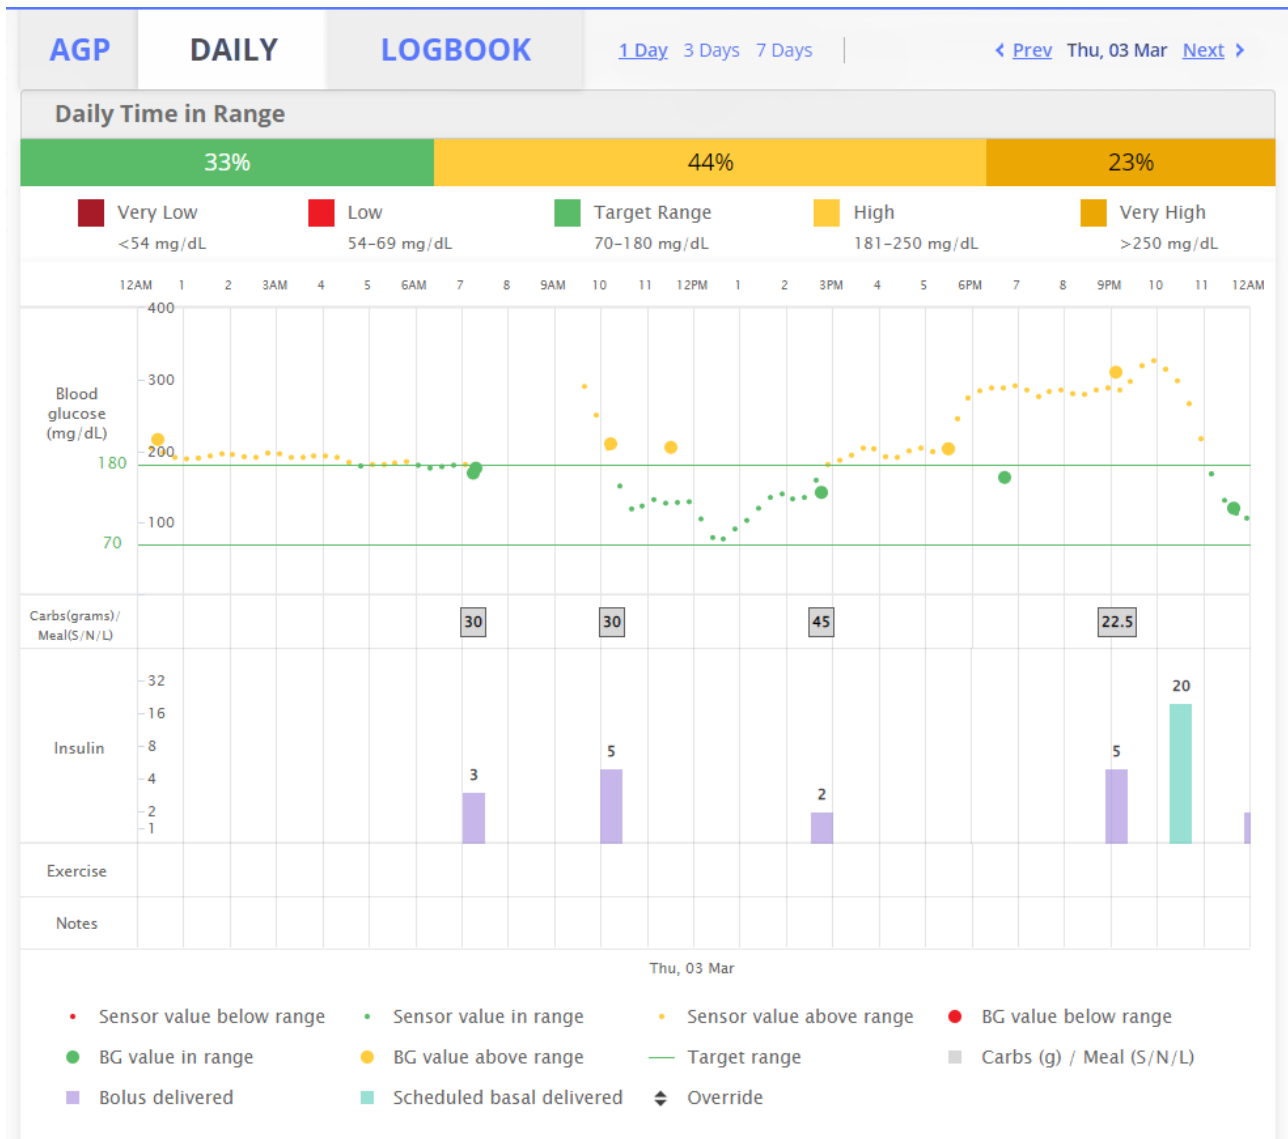 AGP DAILY LOGBOOK 1 Day 3 Days 7 Days Prev Thu, 03 Mar Next
Daily Time in Range
33% 44% 23%
Very Low Low Target Range High Very High
<54 mg/dL 54–69 mg/dL 70–180 mg/dL 181–250 mg/dL >250 mg/dL
12AM 1 2 3AM 4 5 6AM 7 8 9AM 10 11 12PM 1 2 3PM 4 5 6PM 7 8 9PM 10 11 12AM
400
300
Blood
glucose
(mg/dL)
200
180
100
70
Carbs(grams)/
Meal(S/N/L)
30 30 45 22.5
32
20
16
Insulin
8
5 5
4
3
2
2
1
Exercise
Notes
Thu, 03 Mar
Sensor value below range Sensor value in range Sensor value above range BG value below range
BG value in range BG value above range Target range Carbs (g) / Meal (S/N/L)
Bolus delivered Scheduled basal delivered Override